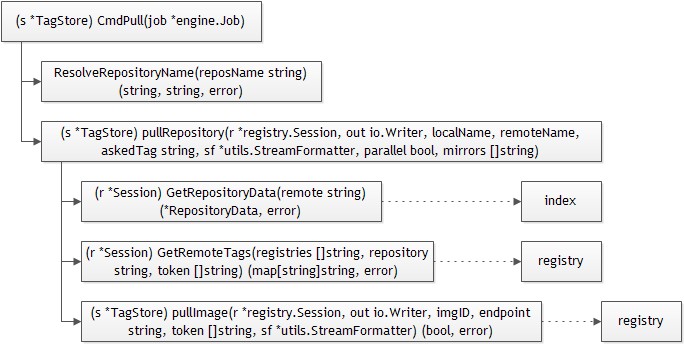 (s *TagStore) CmdPull(job *engine.Job)
ResolveRepositoryName(reposName string)
(string, string, error)
(s *TagStore) pullRepository(r *registry.Session, out io.Writer, localName, remoteName,
askedTag string, sf *utils.StreamFormatter, parallel bool, mirrors []string)
(r *Session) GetRepositoryData(remote string)
(*RepositoryData, error)
index
(r *Session) GetRemoteTags(registries []string, repository
string, token []string) (map[string]string, error)
registry
(s *TagStore) pullImage(r *registry.Session, out io.Writer, imgID, endpoint
string, token []string, sf *utils.StreamFormatter) (bool, error)
registry